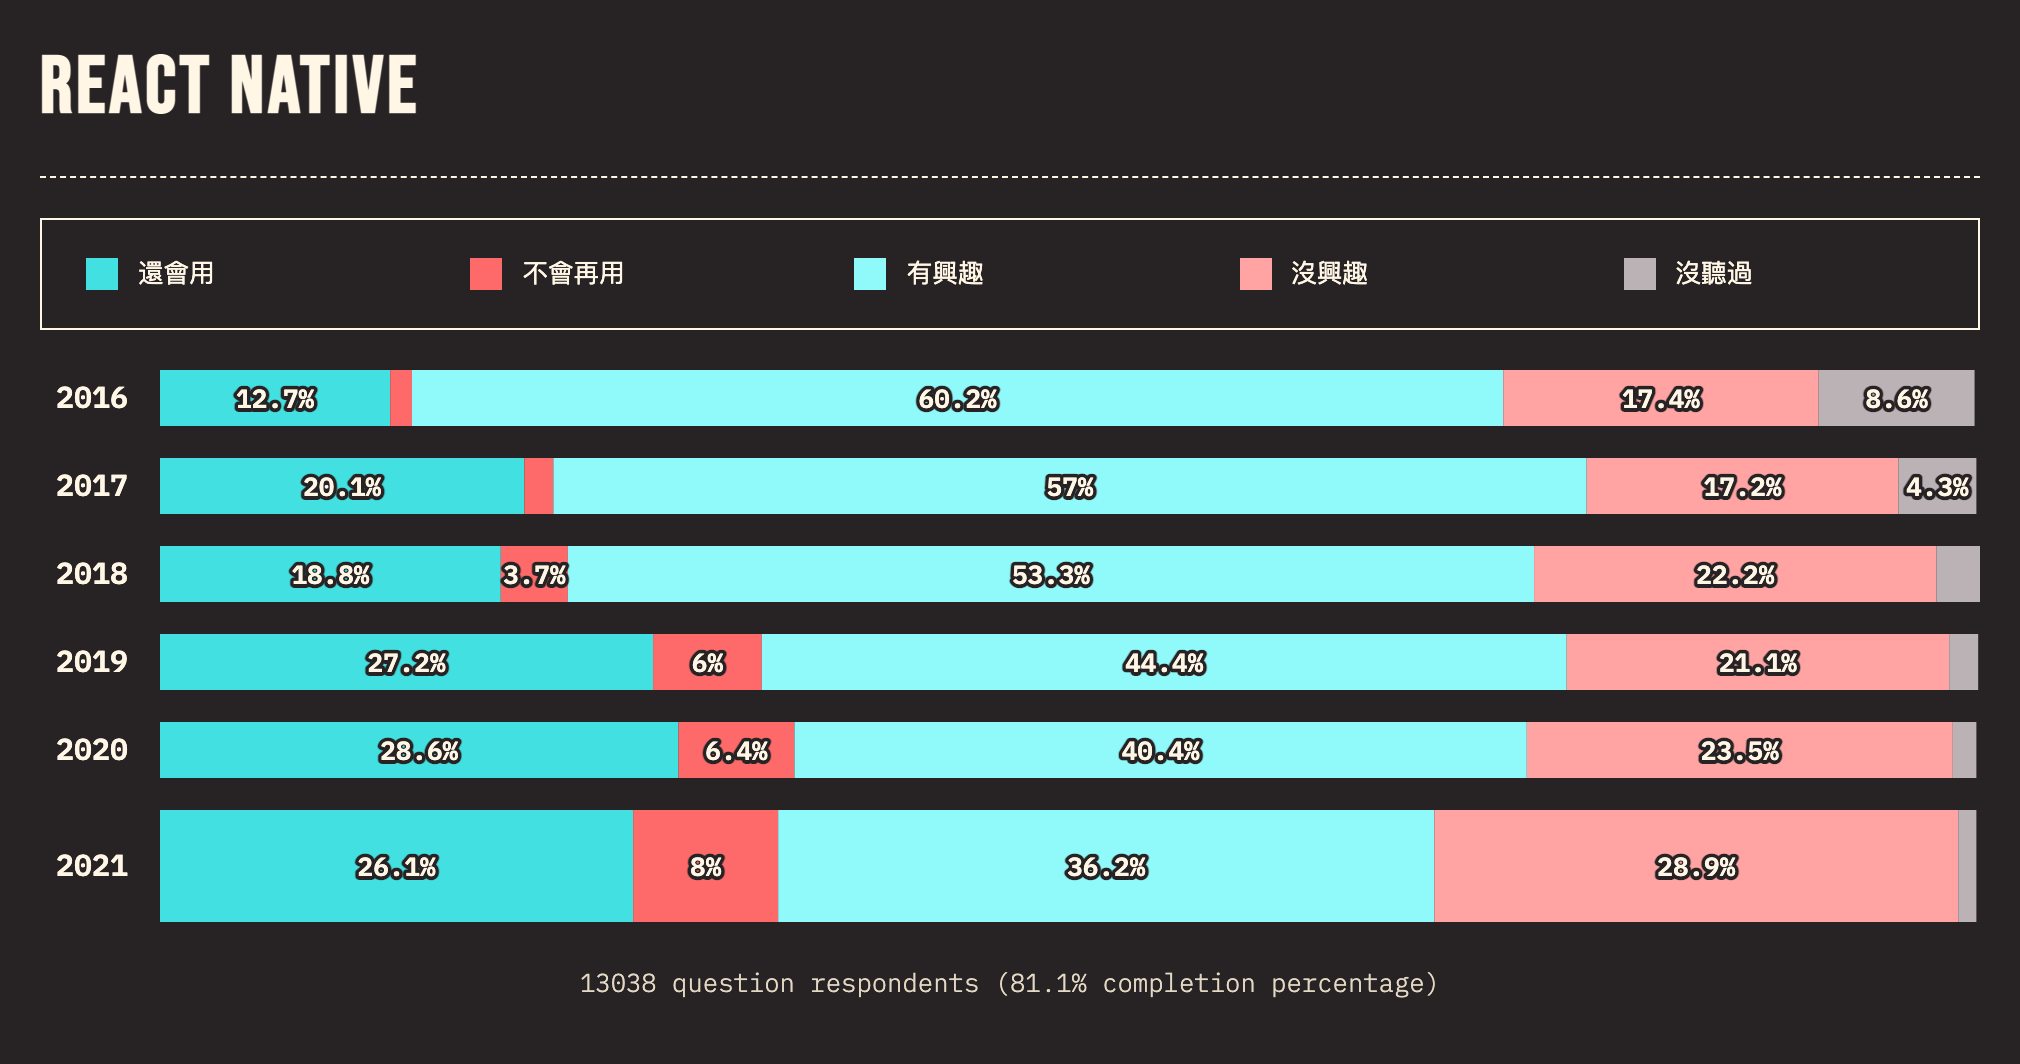 REACT NATIVE
還會用 不會再用 有興趣 沒興趣 沒聽過
2016 12.7% 60.2% 17.4% 8.6%
2017 20.1% 57% 17.2% 4.3%
2018 18.8% 3.7% 53.3% 22.2%
2019 27.2% 6% 44.4% 21.1%
2020 28.6% 6.4% 40.4% 23.5%
2021 26.1% 8% 36.2% 28.9%
13038 question respondents (81.1% completion percentage)